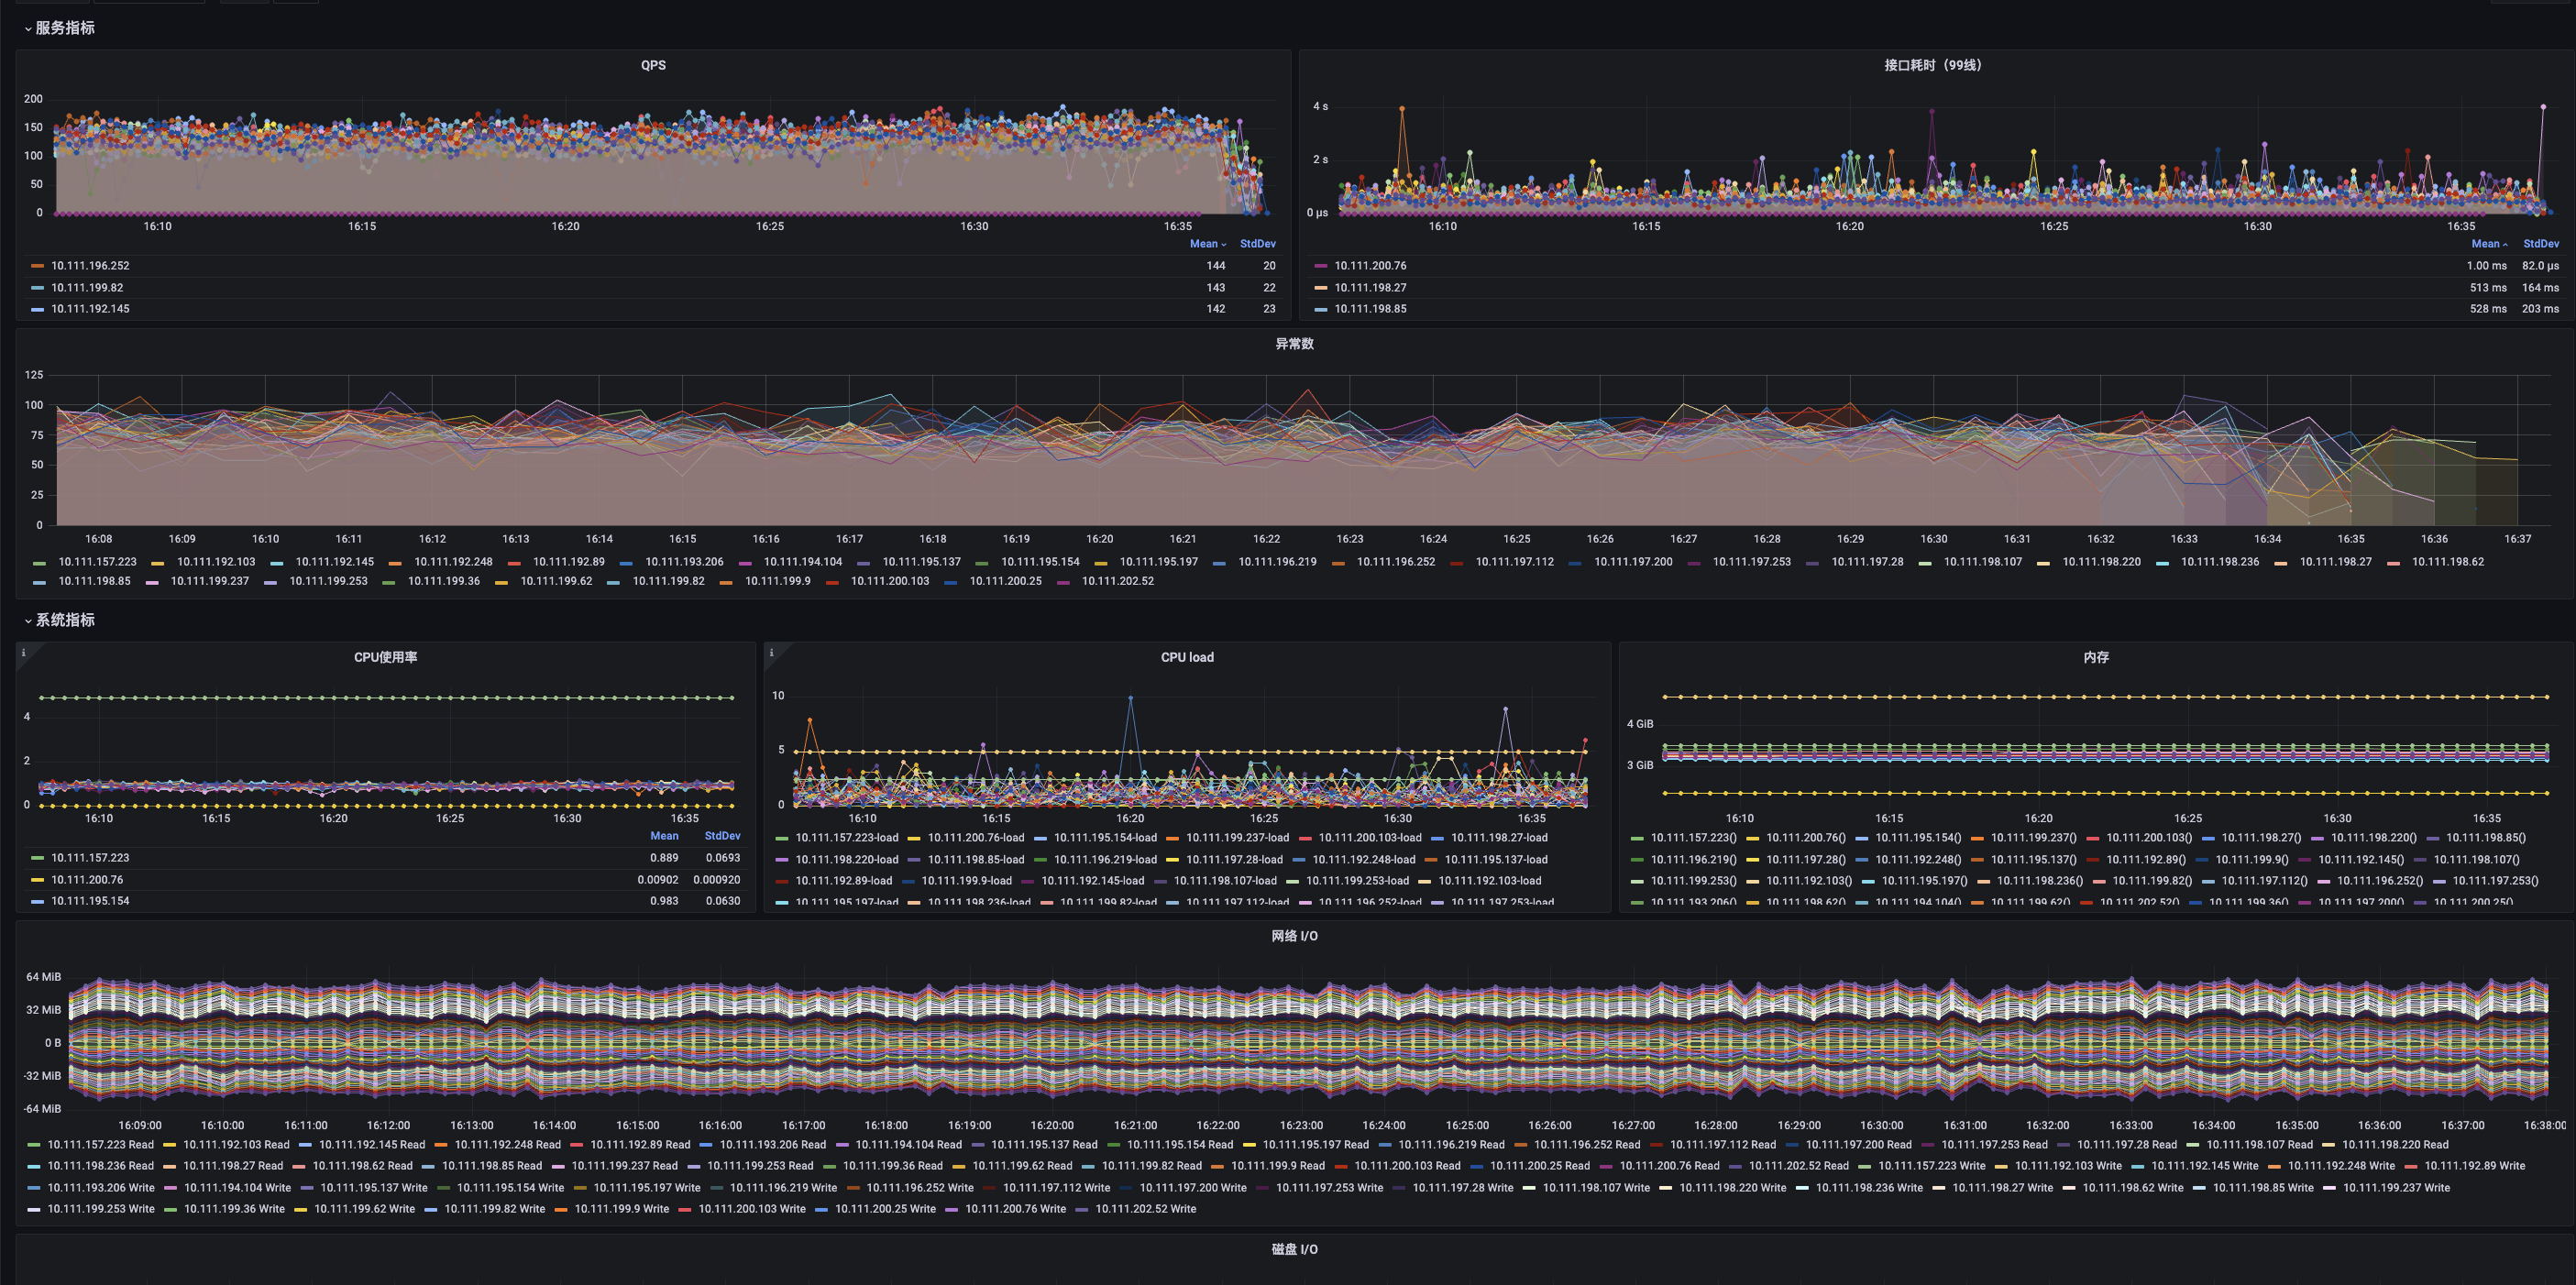 服务指标
QPS
200
150
100
50
0
16:10 16:15 16:20 16:25 16:30 16:35
Mean StdDev
10.111.196.252 144 20
10.111.199.82 143 22
10.111.192.145 142 23
接口耗时（99线）
4 s
2 s
0 µs
16:10 16:15 16:20 16:25 16:30 16:35
Mean StdDev
10.111.200.76 1.00 ms 82.0 µs
10.111.198.27 513 ms 164 ms
10.111.198.85 528 ms 203 ms
异常数
125
100
75
50
25
0
16:08 16:09 16:10 16:11 16:12 16:13 16:14 16:15 16:16 16:17 16:18 16:19 16:20 16:21 16:22 16:23 16:24 16:25 16:26 16:27 16:28 16:29 16:30 16:31 16:32 16:33 16:34 16:35 16:36 16:37
10.111.157.223 10.111.192.103 10.111.192.145 10.111.192.248 10.111.192.89 10.111.193.206 10.111.194.104 10.111.195.137 10.111.195.154 10.111.195.197 10.111.196.219 10.111.196.252 10.111.197.112 10.111.197.200 10.111.197.253 10.111.197.28 10.111.198.107 10.111.198.220 10.111.198.236 10.111.198.27 10.111.198.62
10.111.198.85 10.111.199.237 10.111.199.253 10.111.199.36 10.111.199.62 10.111.199.82 10.111.199.9 10.111.200.103 10.111.200.25 10.111.202.52
系统指标
CPU使用率
4
2
0
16:10 16:15 16:20 16:25 16:30 16:35
Mean StdDev
10.111.157.223 0.889 0.0693
10.111.200.76 0.00902 0.000920
10.111.195.154 0.983 0.0630
CPU load
10
5
0
16:10 16:15 16:20 16:25 16:30 16:35
10.111.157.223-load 10.111.200.76-load 10.111.195.154-load 10.111.199.237-load 10.111.200.103-load 10.111.198.27-load
10.111.198.220-load 10.111.198.85-load 10.111.196.219-load 10.111.197.28-load 10.111.192.248-load 10.111.195.137-load
10.111.192.89-load 10.111.199.9-load 10.111.192.145-load 10.111.198.107-load 10.111.199.253-load 10.111.192.103-load
10.111.195.197-load 10.111.198.236-load 10.111.199.82-load 10.111.197.112-load 10.111.196.252-load 10.111.197.253-load
内存
4 GiB
3 GiB
16:10 16:15 16:20 16:25 16:30 16:35
10.111.157.223() 10.111.200.76() 10.111.195.154() 10.111.199.237() 10.111.200.103() 10.111.198.27() 10.111.198.220() 10.111.198.85()
10.111.196.219() 10.111.197.28() 10.111.192.248() 10.111.195.137() 10.111.192.89() 10.111.199.9() 10.111.192.145() 10.111.198.107()
10.111.199.253() 10.111.192.103() 10.111.195.197() 10.111.198.236() 10.111.199.82() 10.111.197.112() 10.111.196.252() 10.111.197.253()
10.111.193.206() 10.111.198.62() 10.111.194.104() 10.111.199.62() 10.111.202.52() 10.111.199.36() 10.111.197.200() 10.111.200.25()
网络 I/O
64 MiB
32 MiB
0 B
-32 MiB
-64 MiB
16:09:00 16:10:00 16:11:00 16:12:00 16:13:00 16:14:00 16:15:00 16:16:00 16:17:00 16:18:00 16:19:00 16:20:00 16:21:00 16:22:00 16:23:00 16:24:00 16:25:00 16:26:00 16:27:00 16:28:00 16:29:00 16:30:00 16:31:00 16:32:00 16:33:00 16:34:00 16:35:00 16:36:00 16:37:00 16:38:00
10.111.157.223 Read 10.111.192.103 Read 10.111.192.145 Read 10.111.192.248 Read 10.111.192.89 Read 10.111.193.206 Read 10.111.194.104 Read 10.111.195.137 Read 10.111.195.154 Read 10.111.195.197 Read 10.111.196.219 Read 10.111.196.252 Read 10.111.197.112 Read 10.111.197.200 Read 10.111.197.253 Read 10.111.197.28 Read 10.111.198.107 Read 10.111.198.220 Read
10.111.198.236 Read 10.111.198.27 Read 10.111.198.62 Read 10.111.198.85 Read 10.111.199.237 Read 10.111.199.253 Read 10.111.199.36 Read 10.111.199.62 Read 10.111.199.82 Read 10.111.199.9 Read 10.111.200.103 Read 10.111.200.25 Read 10.111.200.76 Read 10.111.202.52 Read 10.111.157.223 Write 10.111.192.103 Write 10.111.192.145 Write 10.111.192.248 Write 10.111.192.89 Write
10.111.193.206 Write 10.111.194.104 Write 10.111.195.137 Write 10.111.195.154 Write 10.111.195.197 Write 10.111.196.219 Write 10.111.196.252 Write 10.111.197.112 Write 10.111.197.200 Write 10.111.197.253 Write 10.111.197.28 Write 10.111.198.107 Write 10.111.198.220 Write 10.111.198.236 Write 10.111.198.27 Write 10.111.198.62 Write 10.111.198.85 Write 10.111.199.237 Write
10.111.199.253 Write 10.111.199.36 Write 10.111.199.62 Write 10.111.199.82 Write 10.111.199.9 Write 10.111.200.103 Write 10.111.200.25 Write 10.111.200.76 Write 10.111.202.52 Write
磁盘 I/O